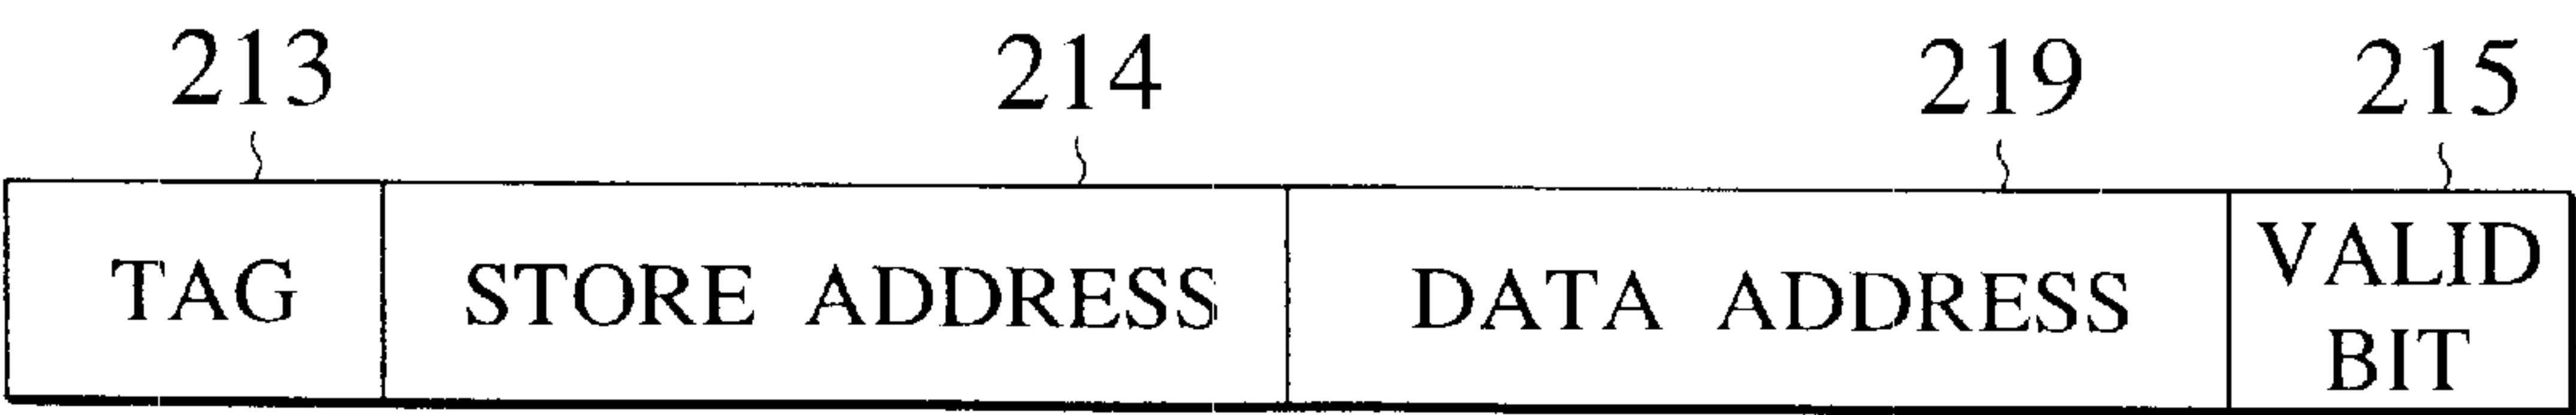 213 214 219 215
TAG STORE ADDRESS DATA ADDRESS VALID BIT